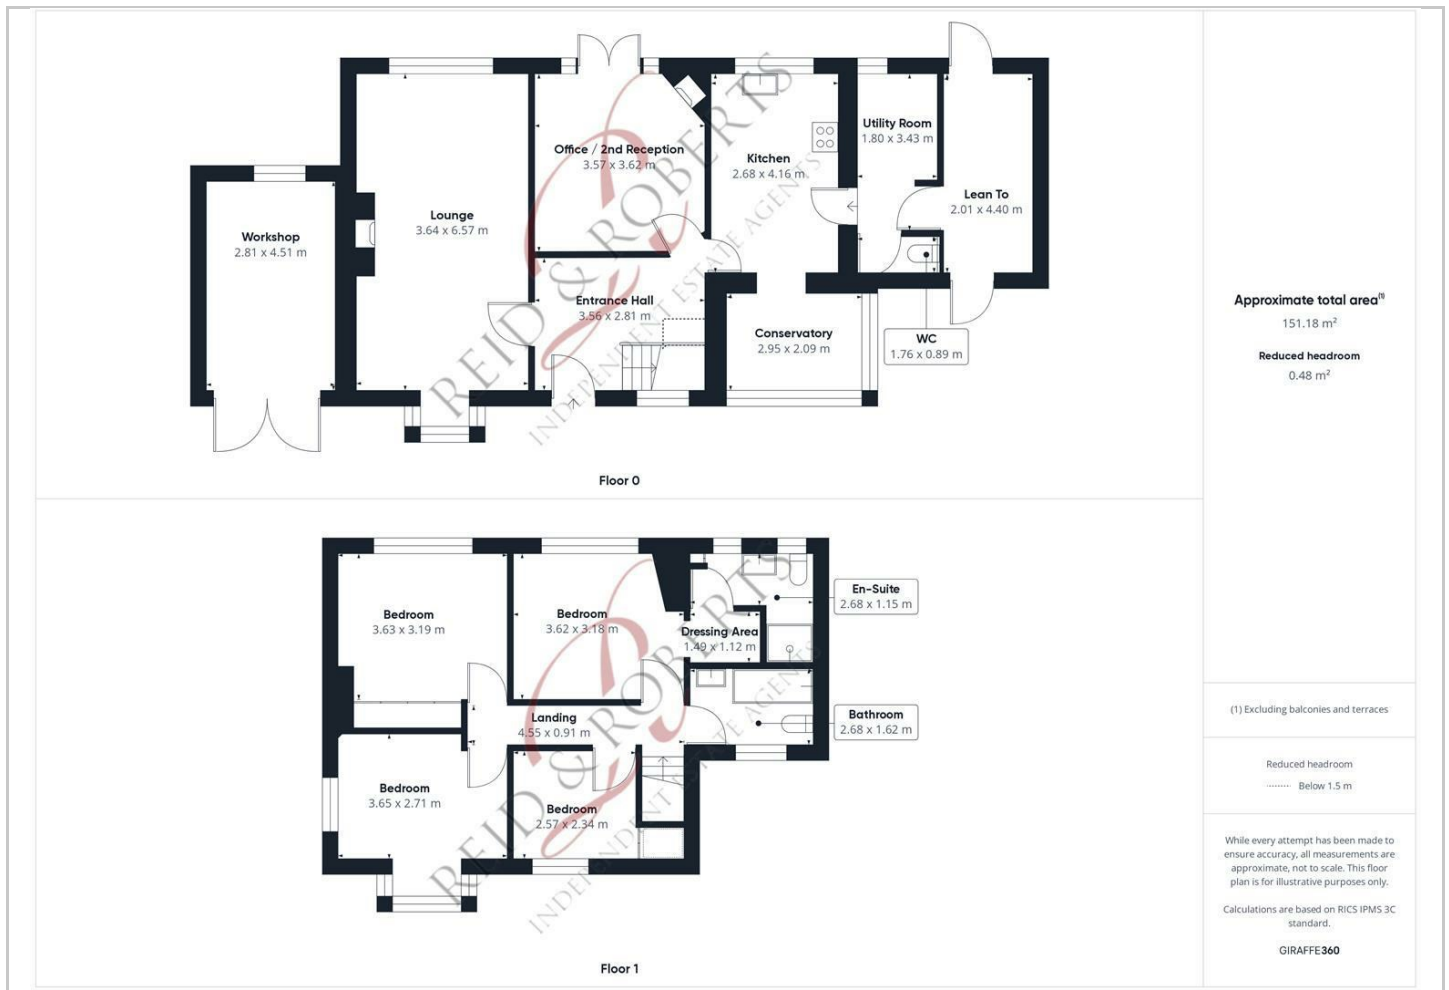 Workshop
2.81 x 4.51 m
Lounge
3.64 x 6.57 m
Office / 2nd Reception
3.57 x 3.62 m
Kitchen
2.68 x 4.16 m
Utility Room
1.80 x 3.43 m
Lean To
2.01 x 4.40 m
Entrance Hall
3.56 x 2.81 m
Conservatory
2.95 x 2.09 m
WC
1.76 x 0.89 m
REID & ROBERTS
INDEPENDENT ESTATE AGENTS
Floor 0
Bedroom
3.63 x 3.19 m
Bedroom
3.62 x 3.18 m
En-Suite
2.68 x 1.15 m
Dressing Area
1.49 x 1.12 m
Landing
4.55 x 0.91 m
Bathroom
2.68 x 1.62 m
Bedroom
3.65 x 2.71 m
Bedroom
2.57 x 2.34 m
REID & ROBERTS
INDEPENDENT ESTATE AGENTS
Floor 1
Approximate total area(1)
151.18 m²
Reduced headroom
0.48 m²
(1) Excluding balconies and terraces
Reduced headroom
Below 1.5 m
While every attempt has been made to
ensure accuracy, all measurements are
approximate, not to scale. This floor
plan is for illustrative purposes only.
Calculations are based on RICS IPMS 3C
standard.
GIRAFFE360